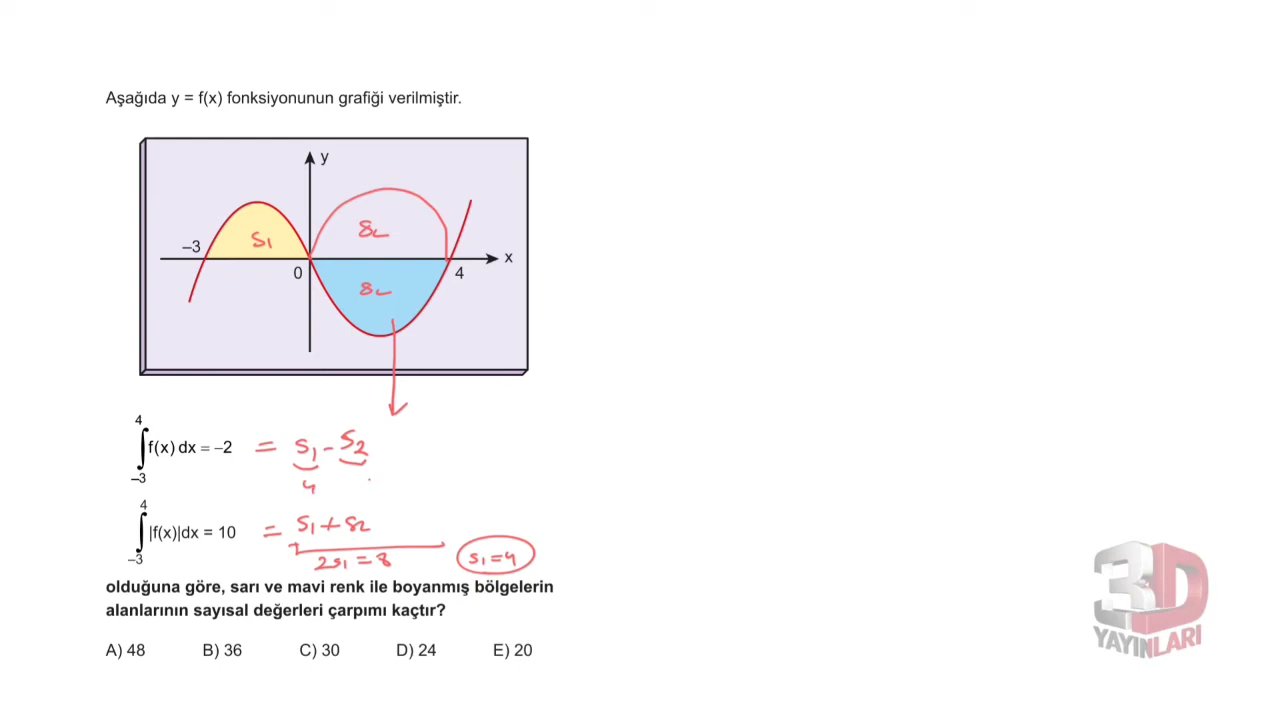 Aşağıda y = f(x) fonksiyonunun grafiği verilmiştir.
y
S₁
S₂
–3
x
0
4
S₂
4
∫ f(x) dx = –2 = S₁ – S₂
–3
4
4
∫ |f(x)|dx = 10 = S₁ + S₂
–3
2S₁ = 8
S₁ = 4
olduğuna göre, sarı ve mavi renk ile boyanmış bölgelerin
alanlarının sayısal değerleri çarpımı kaçtır?
A) 48 B) 36 C) 30 D) 24 E) 20
3D
YAYINLARI